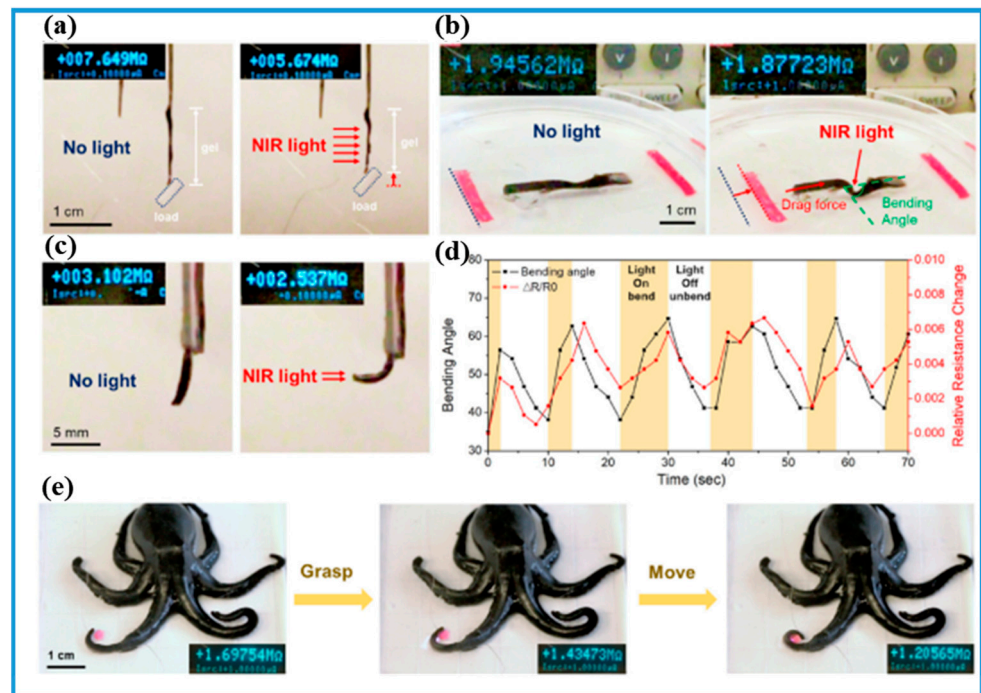 (a)
+007.649MΩ
No light
gel
load
1 cm
+005.674MΩ
NIR light
gel
load
(b)
+1.94562MΩ
No light
1 cm
V I
+1.87723MΩ
V I
SWEEP
NIR light
Drag force
Bending
Angle
(c)
+003.102MΩ
No light
5 mm
+002.537MΩ
NIR light
(d)
Bending angle
△R/R0
Light
On
bend
Light
Off
unbend
80
70
60
50
40
30
Bending Angle
0 10 20 30 40 50 60 70
Time (sec)
0.010
0.008
0.006
0.004
0.002
0.000
Relative Resistance Change
(e)
1 cm
+1.69754MΩ
Grasp
+1.43473MΩ
Move
+1.20565MΩ